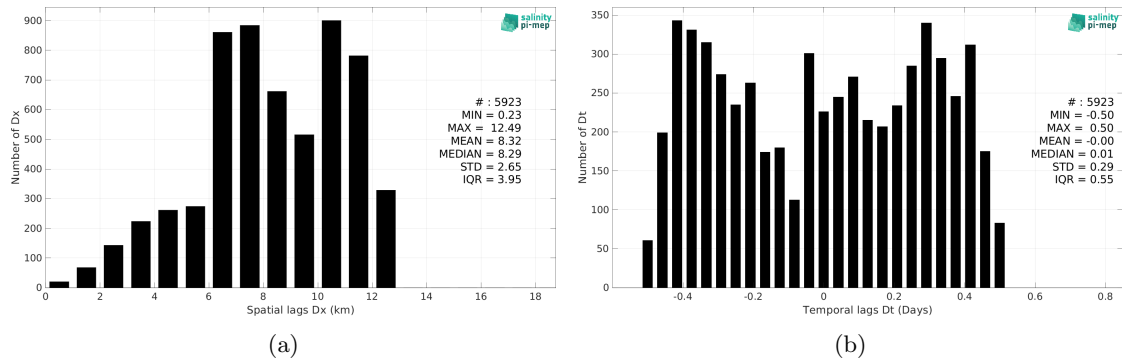 900
800
700
600
500
400
300
200
100
0
Number of Dx
salinity
pi-mep
# : 5923
MIN = 0.23
MAX = 12.49
MEAN = 8.32
MEDIAN = 8.29
STD = 2.65
IQR = 3.95
0 2 4 6 8 10 12 14 16 18
Spatial lags Dx (km)
(a)
350
300
250
200
150
100
50
0
Number of Dt
salinity
pi-mep
# : 5923
MIN = -0.50
MAX = 0.50
MEAN = -0.00
MEDIAN = 0.01
STD = 0.29
IQR = 0.55
-0.4 -0.2 0 0.2 0.4 0.6 0.8
Temporal lags Dt (Days)
(b)